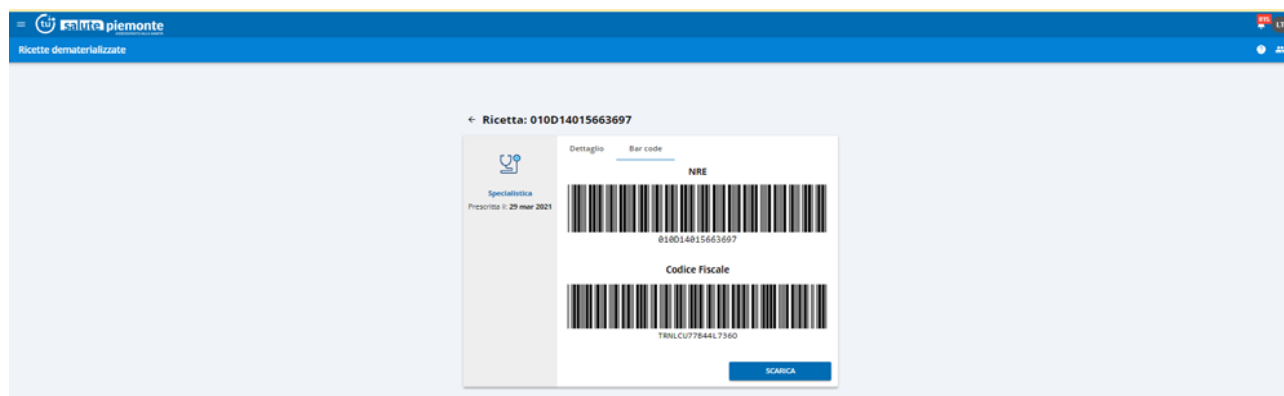 tu salute piemonte
Ricette dematerializzate
← Ricetta: 010D14015663697
Dettaglio Bar code
Specialistica
Prescritta il: 29 mar 2021
NRE
010D14015663697
Codice Fiscale
TRNLCU77B44L736O
SCARICA